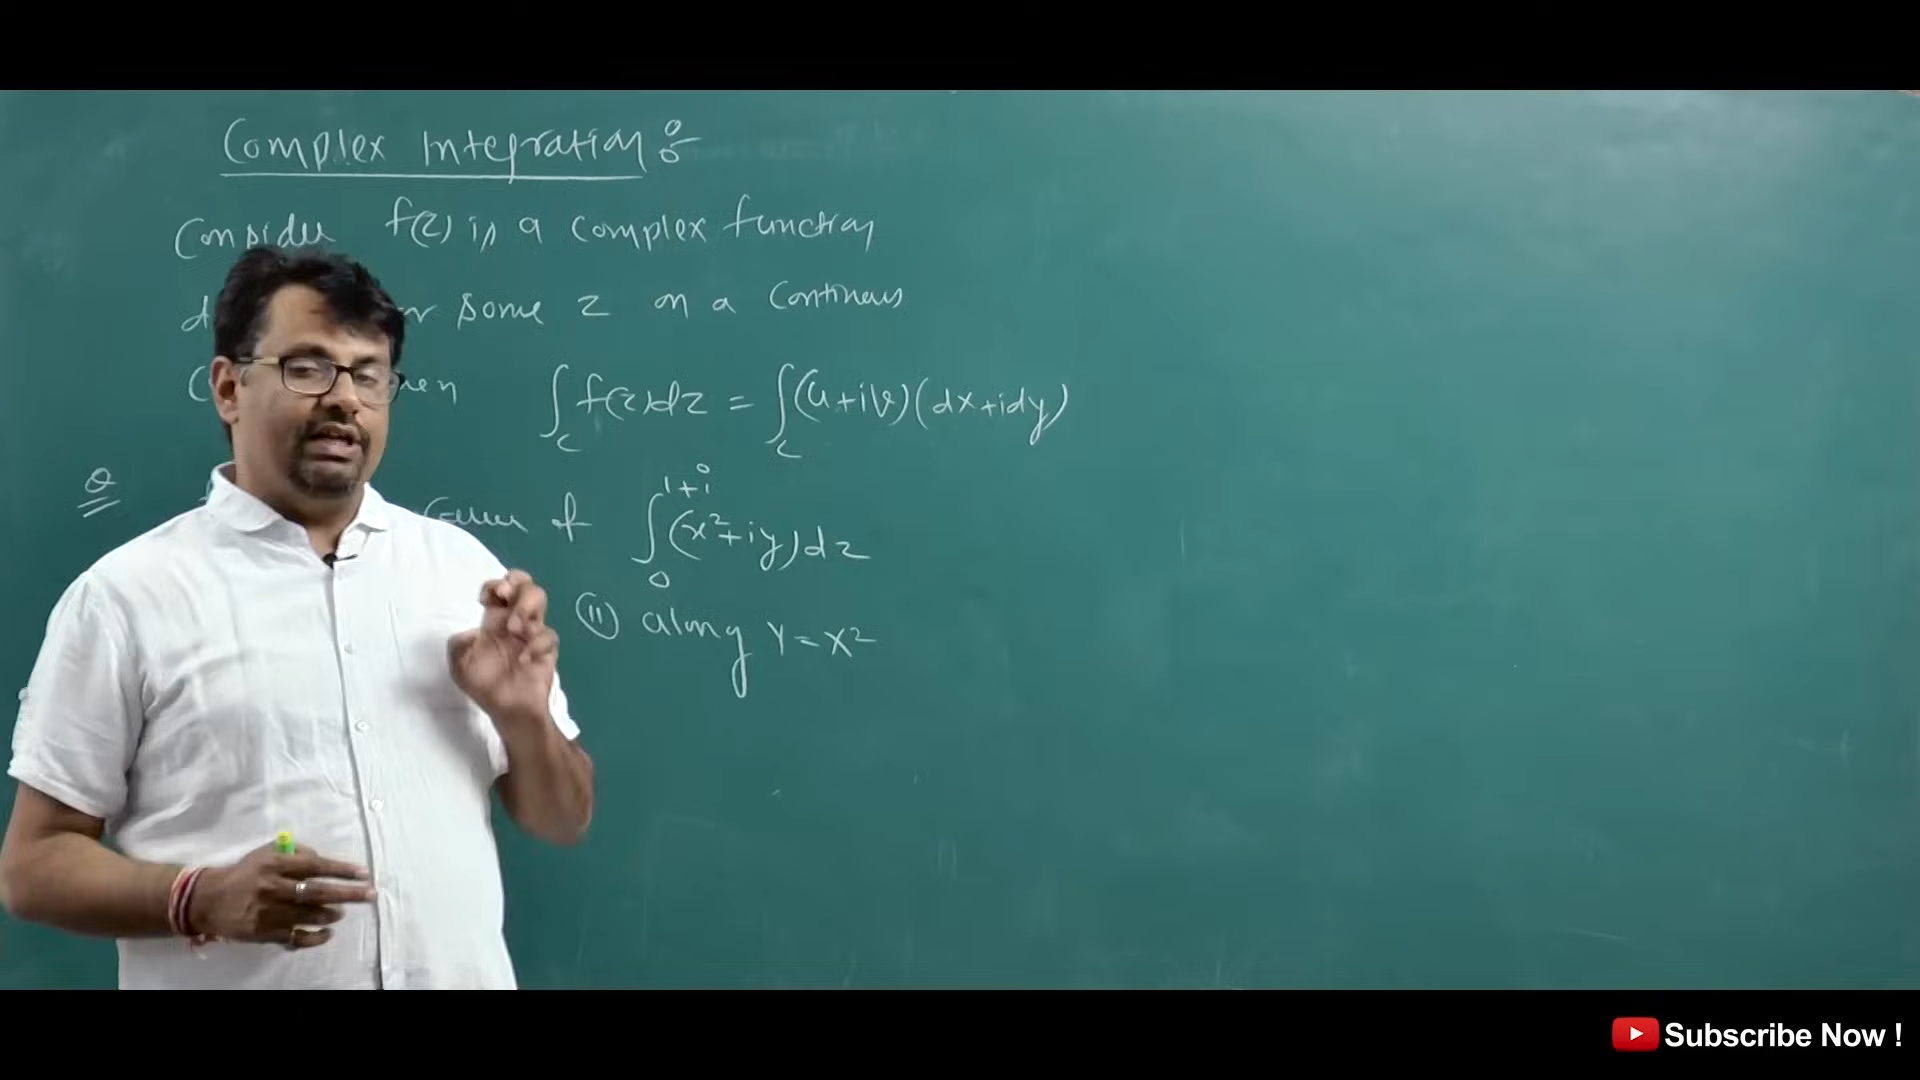 Complex Integration :
Consider f(z) is a complex function
some z on a continuous
∫_C f(z)dz = ∫_C (u+iv)(dx+idy)
Q of ∫_0^{1+i} (x²+iy)dz
(ii) along y=x²
Subscribe Now !